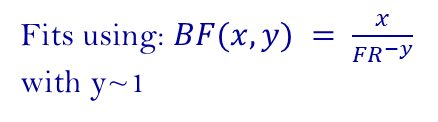 Fits using: BF(x, y) = x / FR⁻ʸ
with y~1